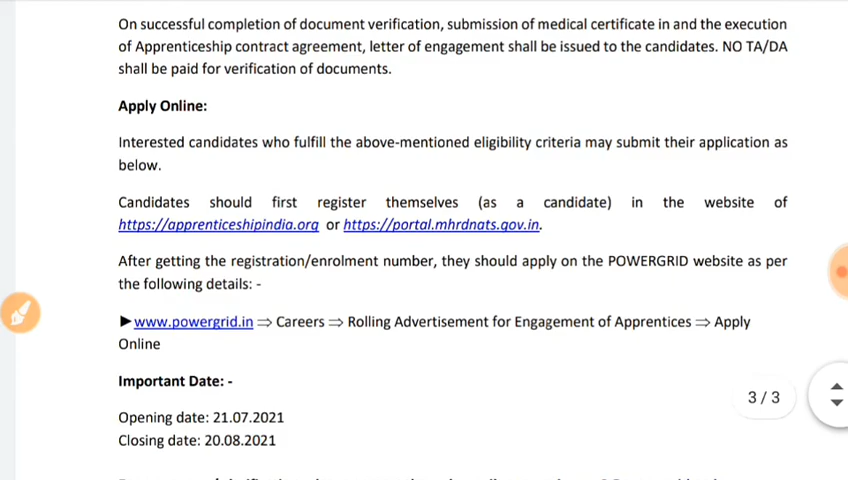 On successful completion of document verification, submission of medical certificate in and the execution
of Apprenticeship contract agreement, letter of engagement shall be issued to the candidates. NO TA/DA
shall be paid for verification of documents.
Apply Online:
Interested candidates who fulfill the above-mentioned eligibility criteria may submit their application as
below.
Candidates should first register themselves (as a candidate) in the website of
https://apprenticeshipindia.org or https://portal.mhrdnats.gov.in.
After getting the registration/enrolment number, they should apply on the POWERGRID website as per
the following details: -
►www.powergrid.in ⇒ Careers ⇒ Rolling Advertisement for Engagement of Apprentices ⇒ Apply
Online
Important Date: -
3 / 3
Opening date: 21.07.2021
Closing date: 20.08.2021